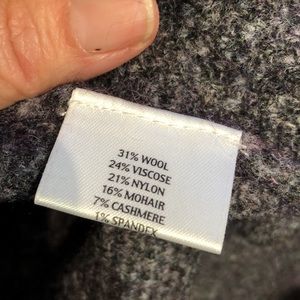 31% WOOL
24% VISCOSE
21% NYLON
16% MOHAIR
7% CASHMERE
1% SPANDEX